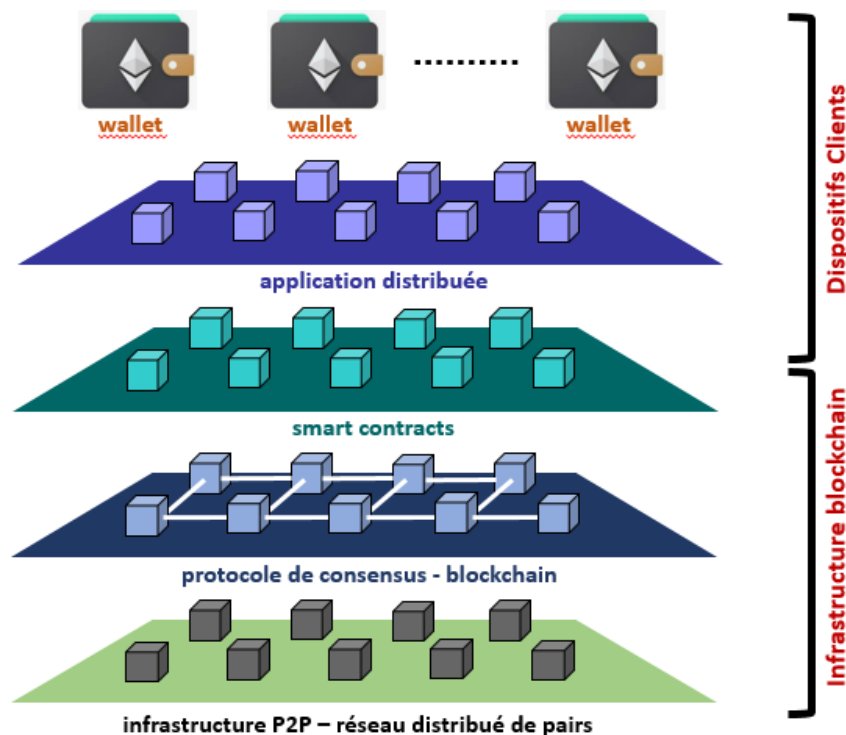 wallet wallet .......... wallet
application distribuée
smart contracts
protocole de consensus - blockchain
infrastructure P2P – réseau distribué de pairs
Dispositifs Clients
Infrastructure blockchain